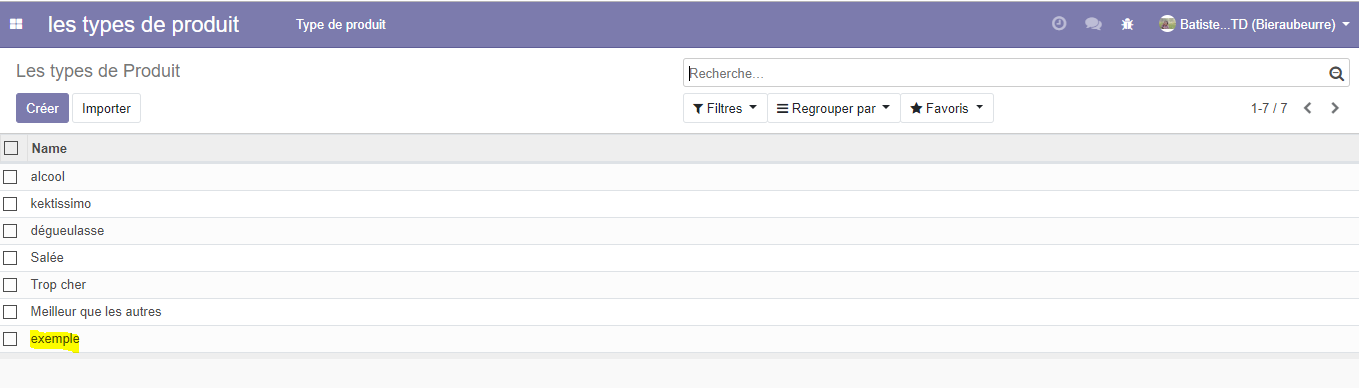 les types de produit Type de produit Batiste...TD (Bieraubeurre)
Les types de Produit Recherche...
Créer Importer Filtres Regrouper par Favoris 1-7 / 7
Name
alcool
kektissimo
dégueulasse
Salée
Trop cher
Meilleur que les autres
exemple